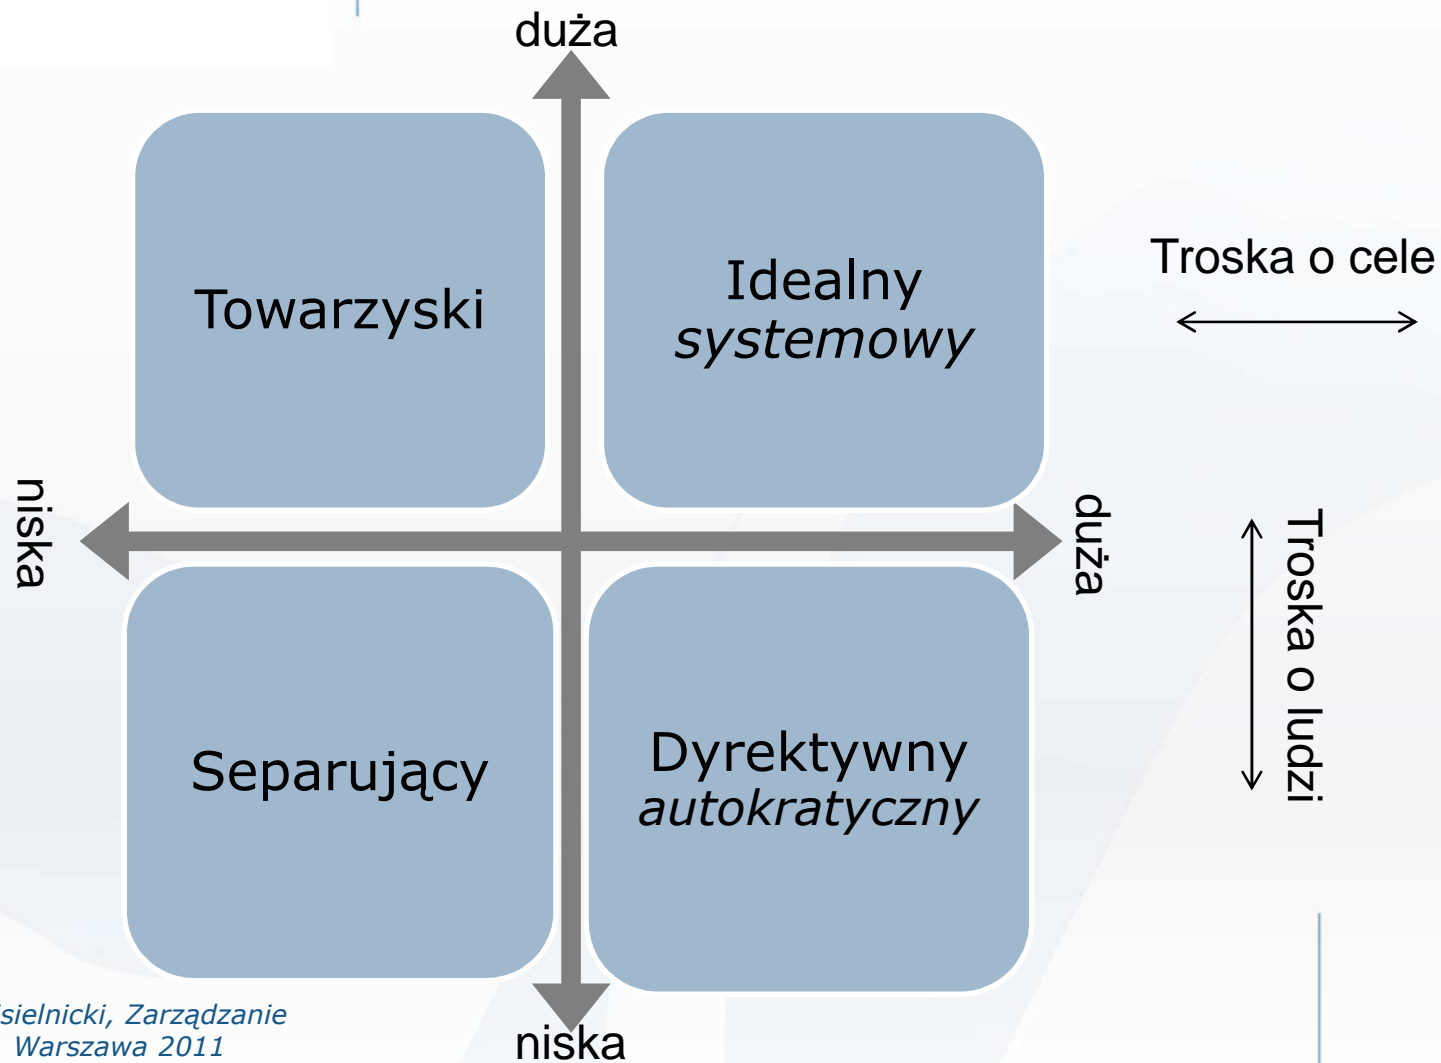 duża
Towarzyski
Idealny
systemowy
Troska o cele
niska
duża
Troska o ludzi
Separujący
Dyrektywny
autokratyczny
Zarządzanie
Warszawa 2011
niska